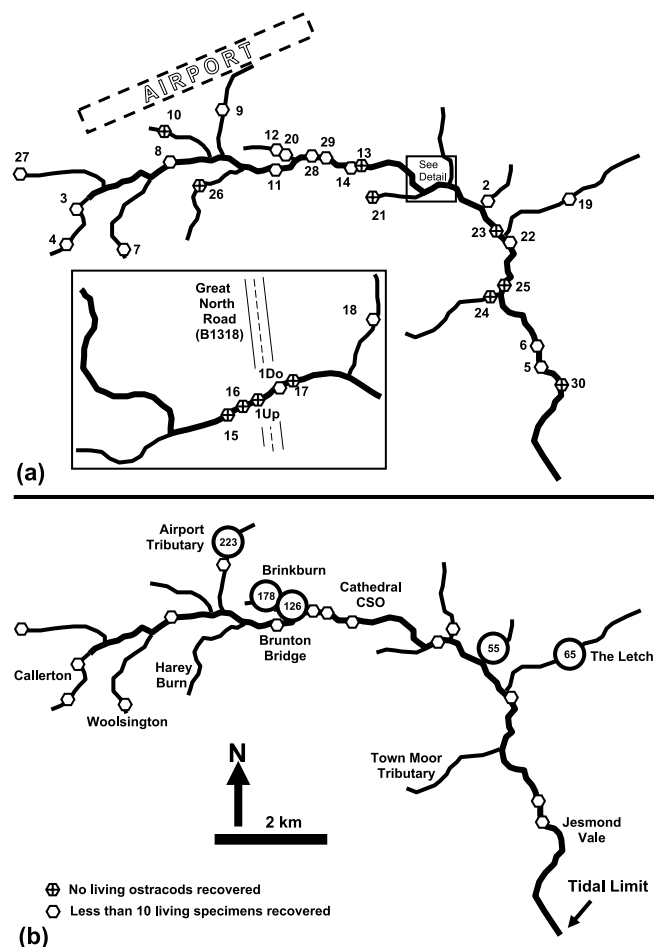 AIRPORT
10
9
27
8
12
20
29
13
3
28
14
11
See
Detail
26
21
2
19
4
7
23
22
25
24
6
5
30
Great
North
Road
(B1318)
18
1Do
16
17
1Up
15
(a)
Airport
Tributary
223
Brinkburn
178
126
Cathedral
CSO
Brunton
Bridge
55
65
The Letch
Callerton
Harey
Burn
Woolsington
Town Moor
Tributary
N
2 km
Jesmond
Vale
Tidal Limit
No living ostracods recovered
Less than 10 living specimens recovered
(b)